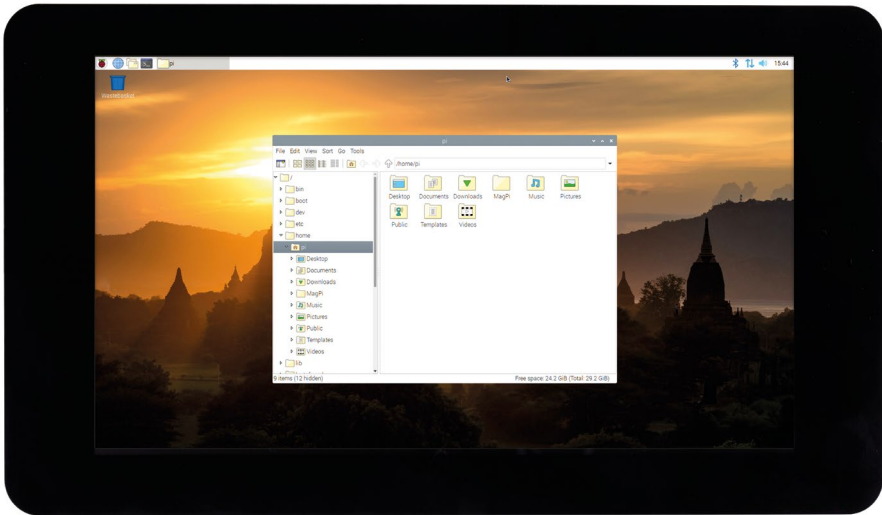 pi
15:44
Wastebasket
pi
File Edit View Sort Go Tools
/home/pi
/
bin
boot
dev
etc
home
pi
Desktop
Documents
Downloads
MagPi
Music
Pictures
Public
Templates
Videos
lib
Desktop Documents Downloads MagPi Music Pictures
Public Templates Videos
9 items (12 hidden)
Free space: 24.2 GiB (Total: 29.2 GiB)